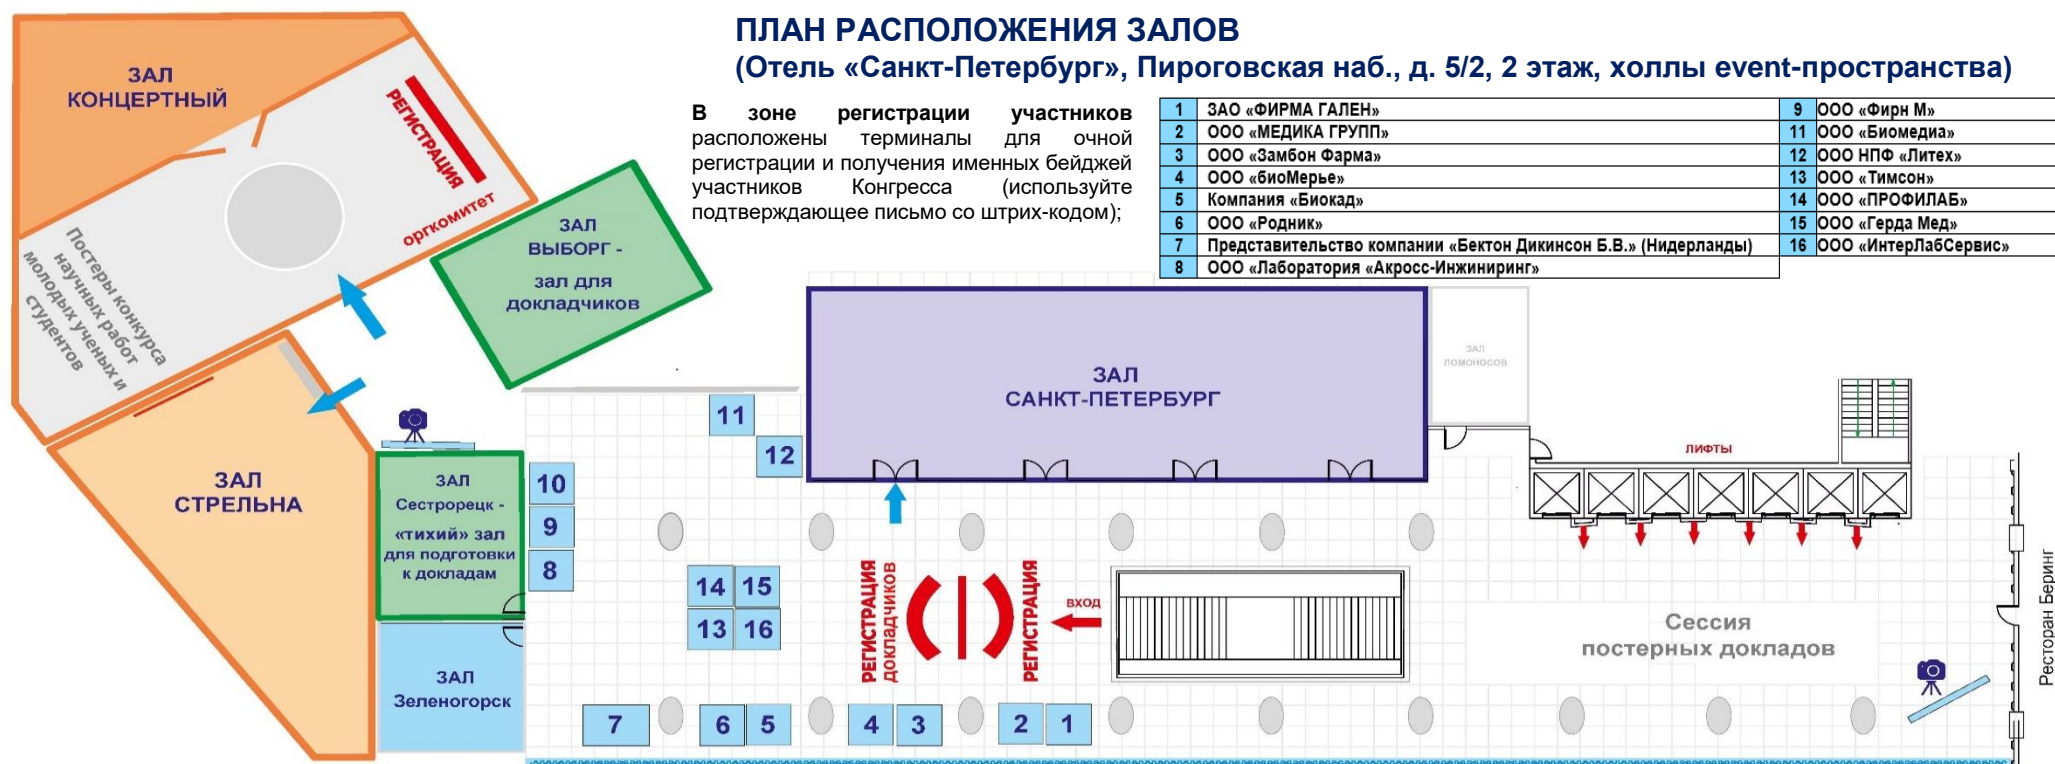 ПЛАН РАСПОЛОЖЕНИЯ ЗАЛОВ
(Отель «Санкт-Петербург», Пироговская наб., д. 5/2, 2 этаж, холлы event-пространства)
В зоне регистрации участников
расположены терминалы для очной
регистрации и получения именных бейджей
участников Конгресса (используйте
подтверждающее письмо со штрих-кодом);
1 ЗАО «ФИРМА ГАЛЕН»
2 ООО «МЕДИКА ГРУПП»
3 ООО «Замбон Фарма»
4 ООО «биоМерье»
5 Компания «Биокад»
6 ООО «Родник»
7 Представительство компании «Бектон Дикинсон Б.В.» (Нидерланды)
8 ООО «Лаборатория «Акросс-Инжиниринг»
9 ООО «Фирн М»
11 ООО «Биомедиа»
12 ООО НПФ «Литех»
13 ООО «Тимсон»
14 ООО «ПРОФИЛАБ»
15 ООО «Герда Мед»
16 ООО «ИнтерЛабСервис»
ЗАЛ
КОНЦЕРТНЫЙ
РЕГИСТРАЦИЯ
оргкомитет
Постеры конкурса
научных работ
молодых ученых и
студентов
ЗАЛ
ВЫБОРГ -
зал для
докладчиков
ЗАЛ
СТРЕЛЬНА
ЗАЛ
Сестрорецк -
«тихий» зал
для подготовки
к докладам
ЗАЛ
Зеленогорск
ЗАЛ
САНКТ-ПЕТЕРБУРГ
ЗАЛ
ЛОМОНОСОВ
ЛИФТЫ
11
12
10
9
8
14 15
13 16
РЕГИСТРАЦИЯ
докладчиков
РЕГИСТРАЦИЯ
ВХОД
Сессия
постерных докладов
Ресторан Беринг
7
6 5
4 3
2 1